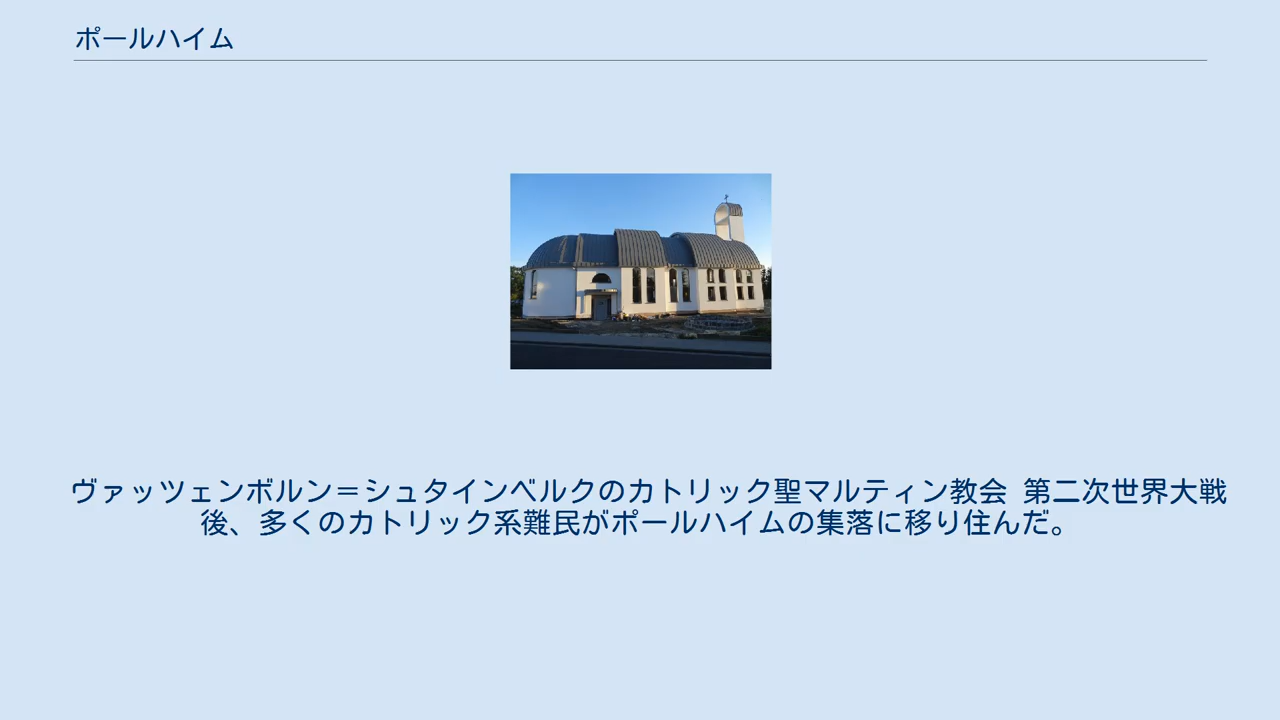 ポールハイム
ヴァッツェンボルン＝シュタインベルクのカトリック聖マルティン教会 第二次世界大戦
後、多くのカトリック系難民がポールハイムの集落に移り住んだ。